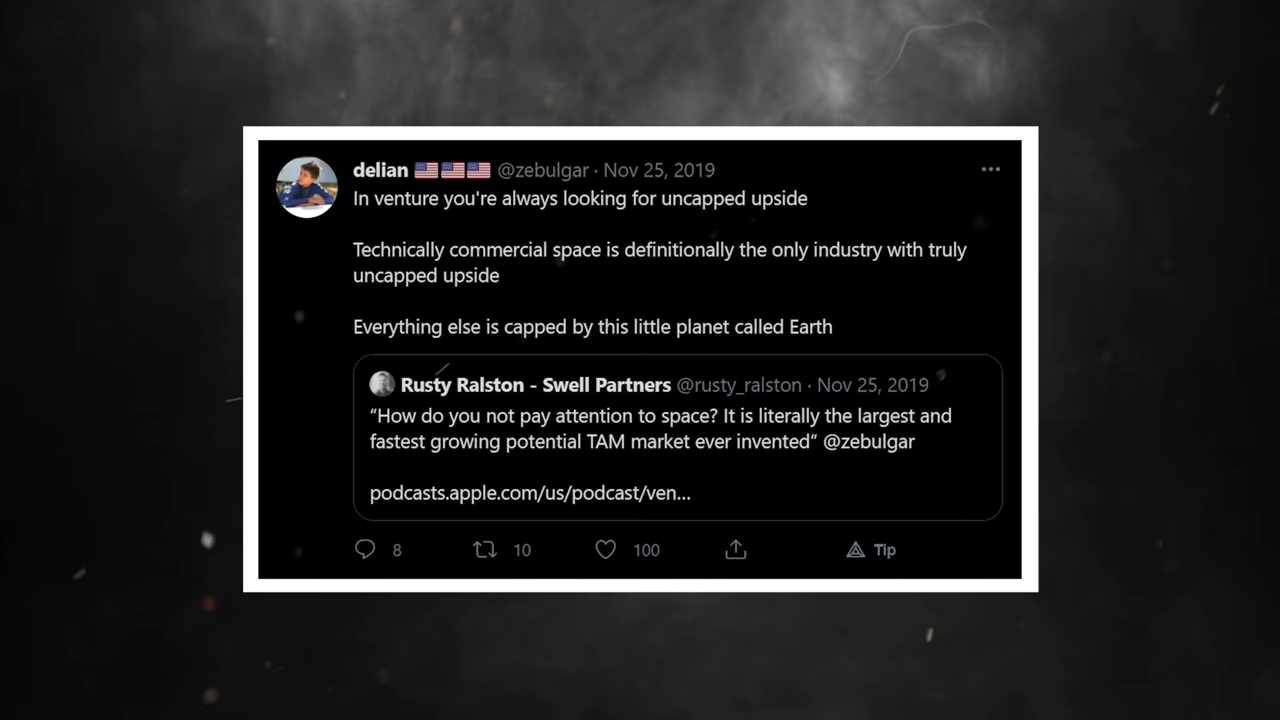 delian 🇺🇸🇺🇸🇺🇸 @zebulgar · Nov 25, 2019
In venture you're always looking for uncapped upside
Technically commercial space is definitionally the only industry with truly
uncapped upside
Everything else is capped by this little planet called Earth
Rusty Ralston - Swell Partners @rusty_ralston · Nov 25, 2019
“How do you not pay attention to space? It is literally the largest and
fastest growing potential TAM market ever invented” @zebulgar
podcasts.apple.com/us/podcast/ven...
8 10 100 Tip